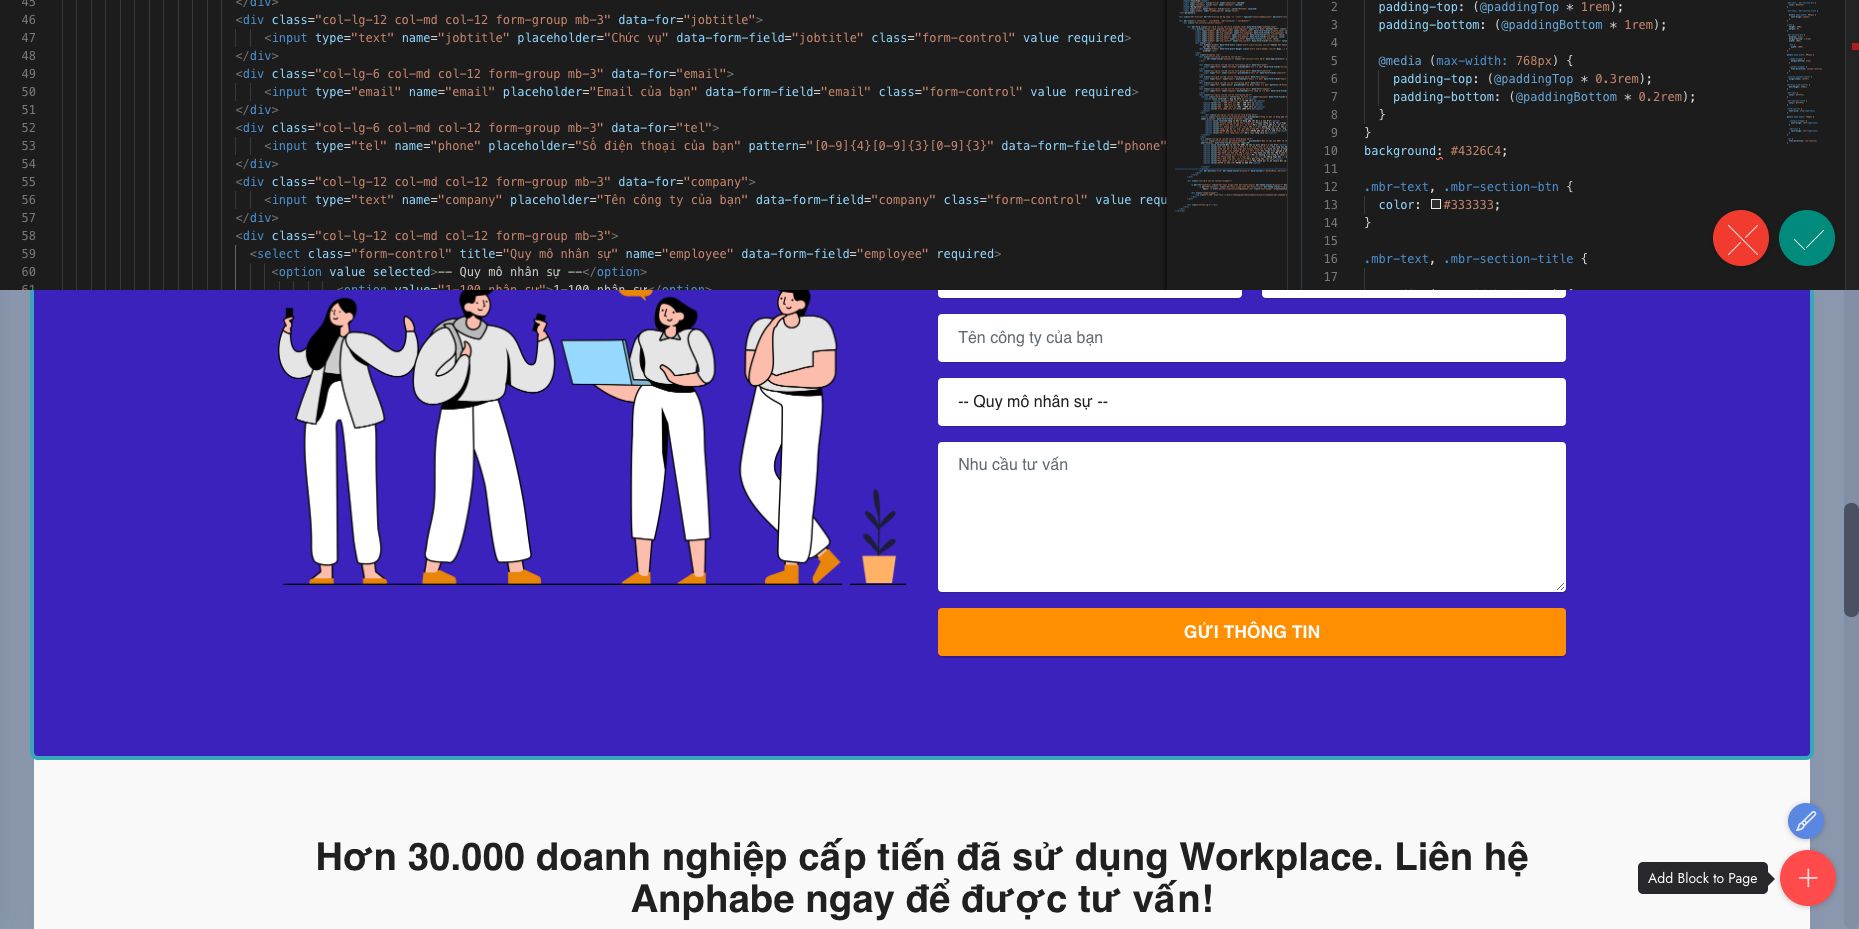 45 </div>
46 <div class="col-lg-12 col-md col-12 form-group mb-3" data-for="jobtitle">
47 <input type="text" name="jobtitle" placeholder="Chức vụ" data-form-field="jobtitle" class="form-control" value required>
48 </div>
49 <div class="col-lg-6 col-md col-12 form-group mb-3" data-for="email">
50 <input type="email" name="email" placeholder="Email của bạn" data-form-field="email" class="form-control" value required>
51 </div>
52 <div class="col-lg-6 col-md col-12 form-group mb-3" data-for="tel">
53 <input type="tel" name="phone" placeholder="Số điện thoại của bạn" pattern="[0-9]{4}[0-9]{3}[0-9]{3}" data-form-field="phone"
54 </div>
55 <div class="col-lg-12 col-md col-12 form-group mb-3" data-for="company">
56 <input type="text" name="company" placeholder="Tên công ty của bạn" data-form-field="company" class="form-control" value requ
57 </div>
58 <div class="col-lg-12 col-md col-12 form-group mb-3">
59 <select class="form-control" title="Quy mô nhân sự" name="employee" data-form-field="employee" required>
60 <option value selected>-- Quy mô nhân sự --</option>
61 <option value="1-100 nhân sự">1-100 nhân sự</option>
2 padding-top: (@paddingTop * 1rem);
3 padding-bottom: (@paddingBottom * 1rem);
4
5 @media (max-width: 768px) {
6 padding-top: (@paddingTop * 0.3rem);
7 padding-bottom: (@paddingBottom * 0.2rem);
8 }
9 }
10 background: #4326C4;
11
12 .mbr-text, .mbr-section-btn {
13 color: #333333;
14 }
15
16 .mbr-text, .mbr-section-title {
17
Tên công ty của bạn
-- Quy mô nhân sự --
Nhu cầu tư vấn
GỬI THÔNG TIN
Hơn 30.000 doanh nghiệp cấp tiến đã sử dụng Workplace. Liên hệ
Anphabe ngay để được tư vấn!
Add Block to Page